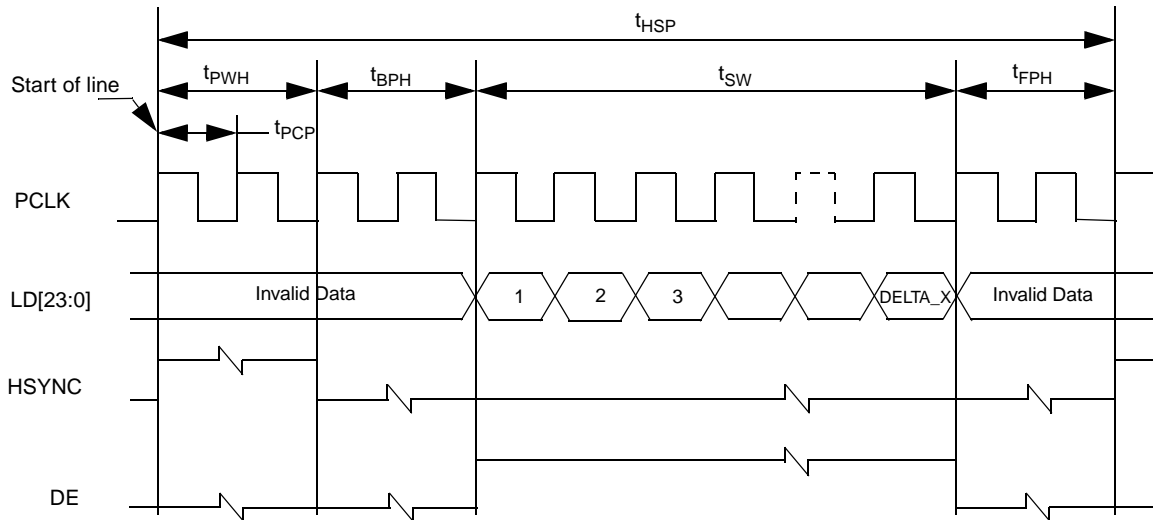 tHSP
tPWH
tBPH
tSW
tFPH
Start of line
tPCP
PCLK
LD[23:0]
Invalid Data
1
2
3
DELTA_X
Invalid Data
HSYNC
DE